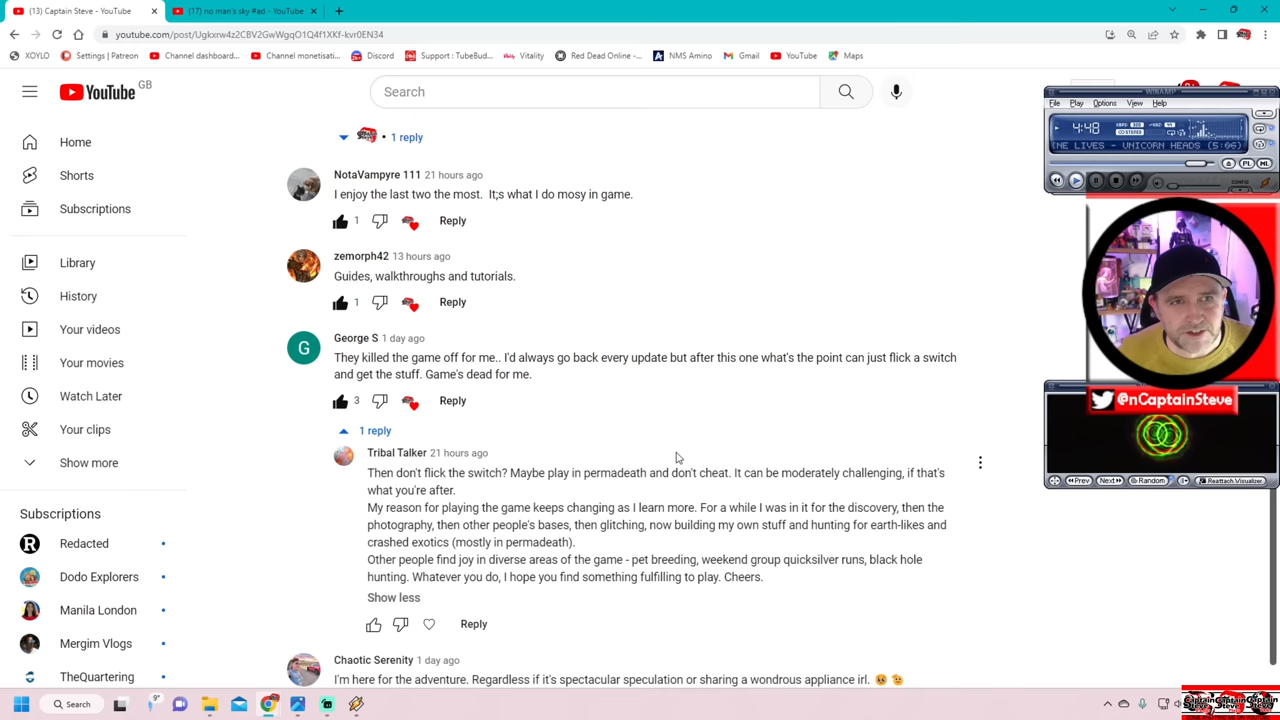 (13) Captain Steve - YouTube
(17) no man's sky #ad - YouTube
youtube.com/post/Ugkxrw4z2CBV2GwWgqO1Q4f1XKf-kvr0EN34
XOYLO
Settings | Patreon
Channel dashboard...
Channel monetisati...
Discord
Support : TubeBud...
Vitality
Red Dead Online -...
NMS Amino
Gmail
YouTube
Maps
YouTube GB
Search
Home
Shorts
Subscriptions
Library
History
Your videos
Your movies
Watch Later
Your clips
Show more
Subscriptions
Redacted
Dodo Explorers
Manila London
Mergim Vlogs
TheQuartering
1 reply
NotaVampyre 111 21 hours ago
I enjoy the last two the most. It;s what I do mosy in game.
1 Reply
zemorph42 13 hours ago
Guides, walkthroughs and tutorials.
1 Reply
G
George S 1 day ago
They killed the game off for me.. I'd always go back every update but after this one what's the point can just flick a switch
and get the stuff. Game's dead for me.
3 Reply
1 reply
Tribal Talker 21 hours ago
Then don't flick the switch? Maybe play in permadeath and don't cheat. It can be moderately challenging, if that's
what you're after.
My reason for playing the game keeps changing as I learn more. For a while I was in it for the discovery, then the
photography, then other people's bases, then glitching, now building my own stuff and hunting for earth-likes and
crashed exotics (mostly in permadeath).
Other people find joy in diverse areas of the game - pet breeding, weekend group quicksilver runs, black hole
hunting. Whatever you do, I hope you find something fulfilling to play. Cheers.
Show less
Reply
Chaotic Serenity 1 day ago
I'm here for the adventure. Regardless if it's spectacular speculation or sharing a wondrous appliance irl.
WINAMP
File Play Options View Help
4:48
NE LIVES - UNICORN HEADS (5:06)
PL
ML
@nCaptainSteve
Prev
Next
Random
Reattach Visualizer
9°
Search